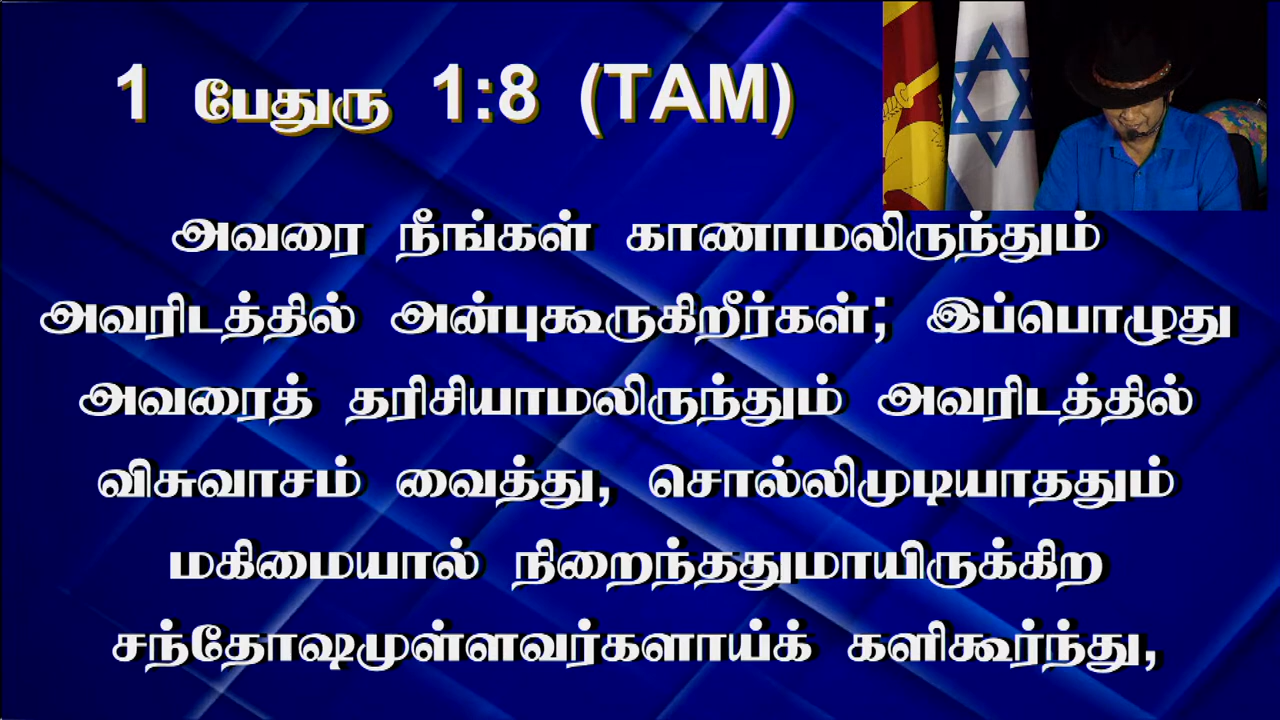 1 பேதுரு 1:8 (TAM)
அவரை நீங்கள் காணாமலிருந்தும்
அவரிடத்தில் அன்புகூருகிறீர்கள்; இப்பொழுது
அவரைத் தரிசியாமலிருந்தும் அவரிடத்தில்
விசுவாசம் வைத்து, சொல்லிமுடியாததும்
மகிமையால் நிறைந்ததுமாயிருக்கிற
சந்தோஷமுள்ளவர்களாய்க் களிகூர்ந்து,